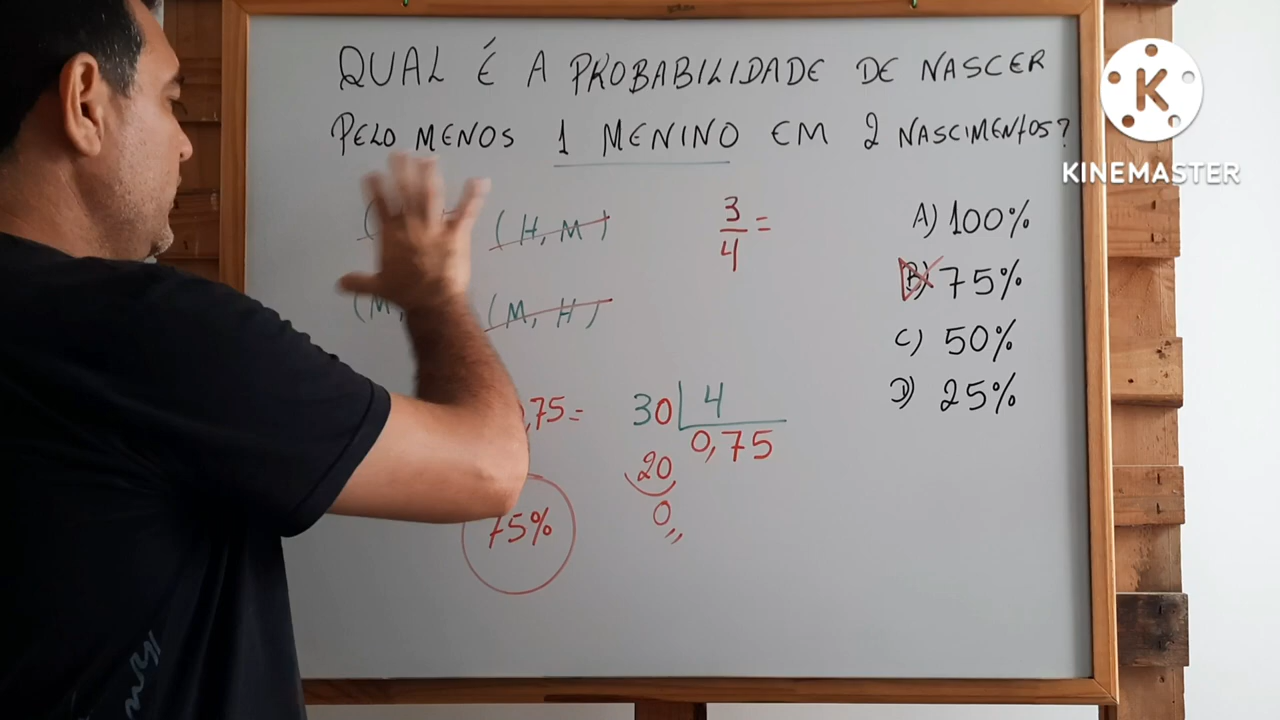 QUAL É A PROBABILIDADE DE NASCER
PELO MENOS 1 MENINO EM 2 NASCIMENTOS?
(H, M)
(M, (M, H)
3/4 =
A) 100%
B) 75%
C) 50%
D) 25%
,75 =
30 4
0,75
20
0,,
75%
K
KINEMASTER